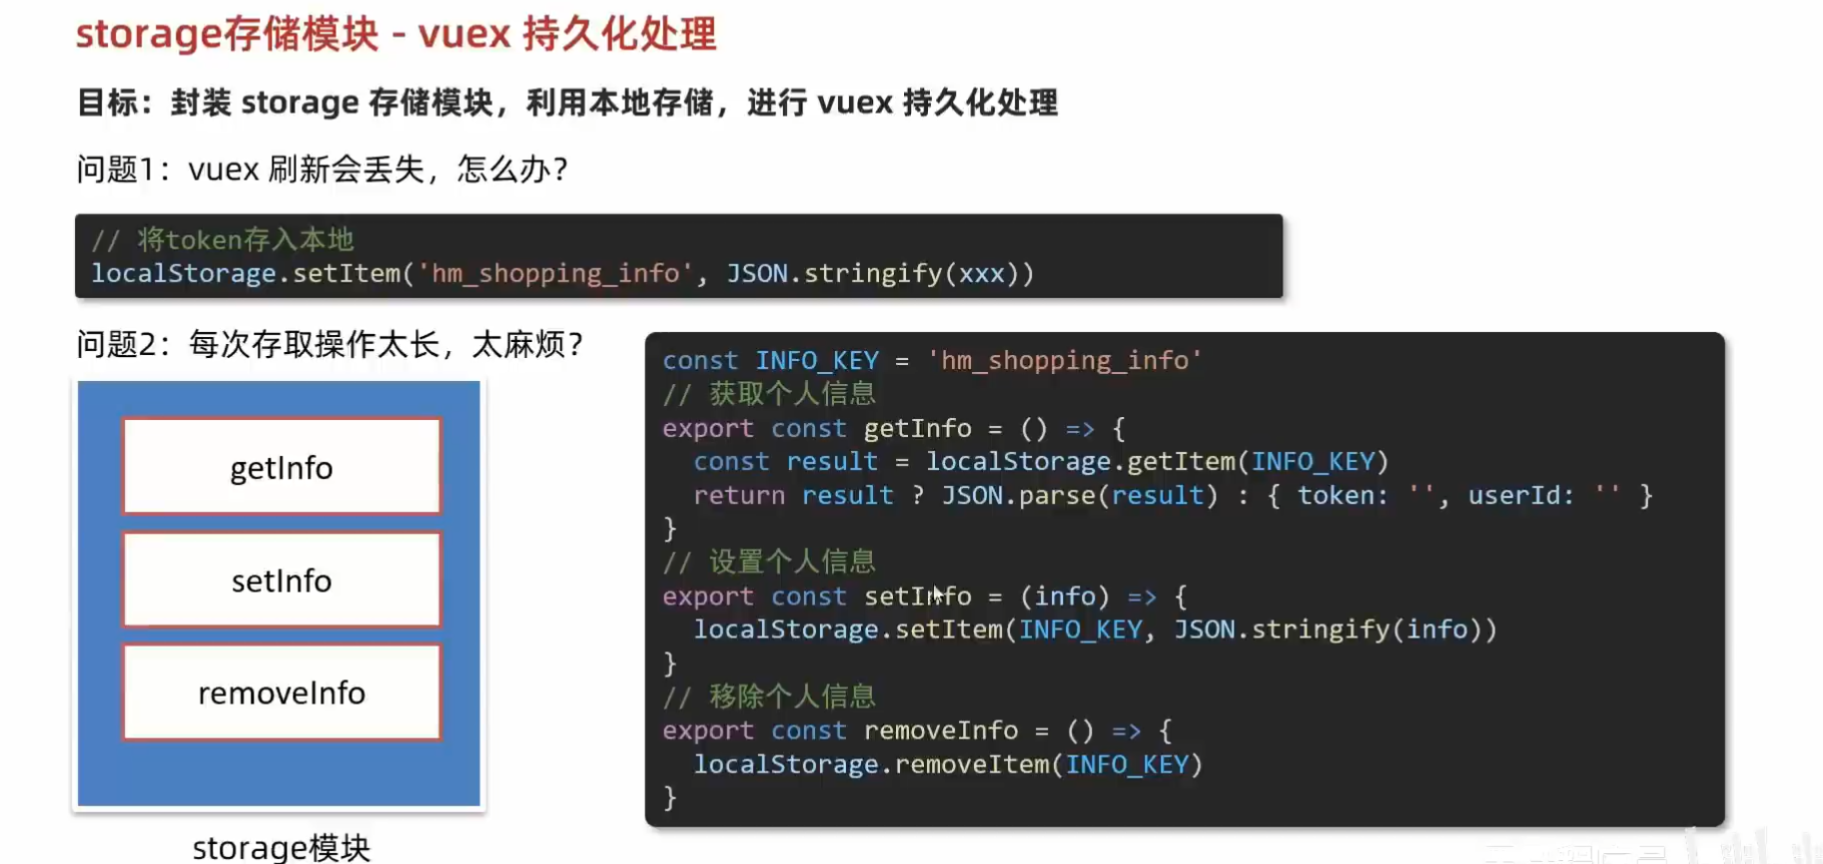 storage存储模块 - vuex 持久化处理
目标：封装 storage 存储模块，利用本地存储，进行 vuex 持久化处理
问题1：vuex 刷新会丢失，怎么办？
// 将token存入本地
localStorage.setItem('hm_shopping_info', JSON.stringify(xxx))
问题2：每次存取操作太长，太麻烦？
getInfo
setInfo
removeInfo
storage模块
const INFO_KEY = 'hm_shopping_info'
// 获取个人信息
export const getInfo = () => {
  const result = localStorage.getItem(INFO_KEY)
  return result ? JSON.parse(result) : { token: '', userId: '' }
}
// 设置个人信息
export const setInfo = (info) => {
  localStorage.setItem(INFO_KEY, JSON.stringify(info))
}
// 移除个人信息
export const removeInfo = () => {
  localStorage.removeItem(INFO_KEY)
}